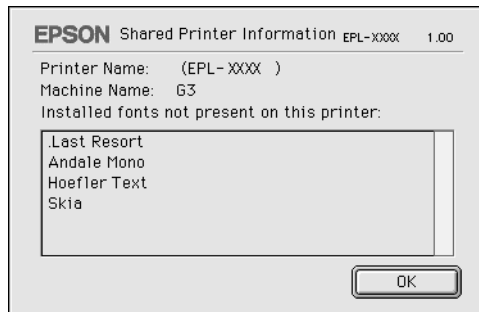 EPSON Shared Printer Information EPL-XXXX 1.00
Printer Name: (EPL-XXXX )
Machine Name: G3
Installed fonts not present on this printer:
.Last Resort
Andale Mono
Hoefler Text
Skia
OK